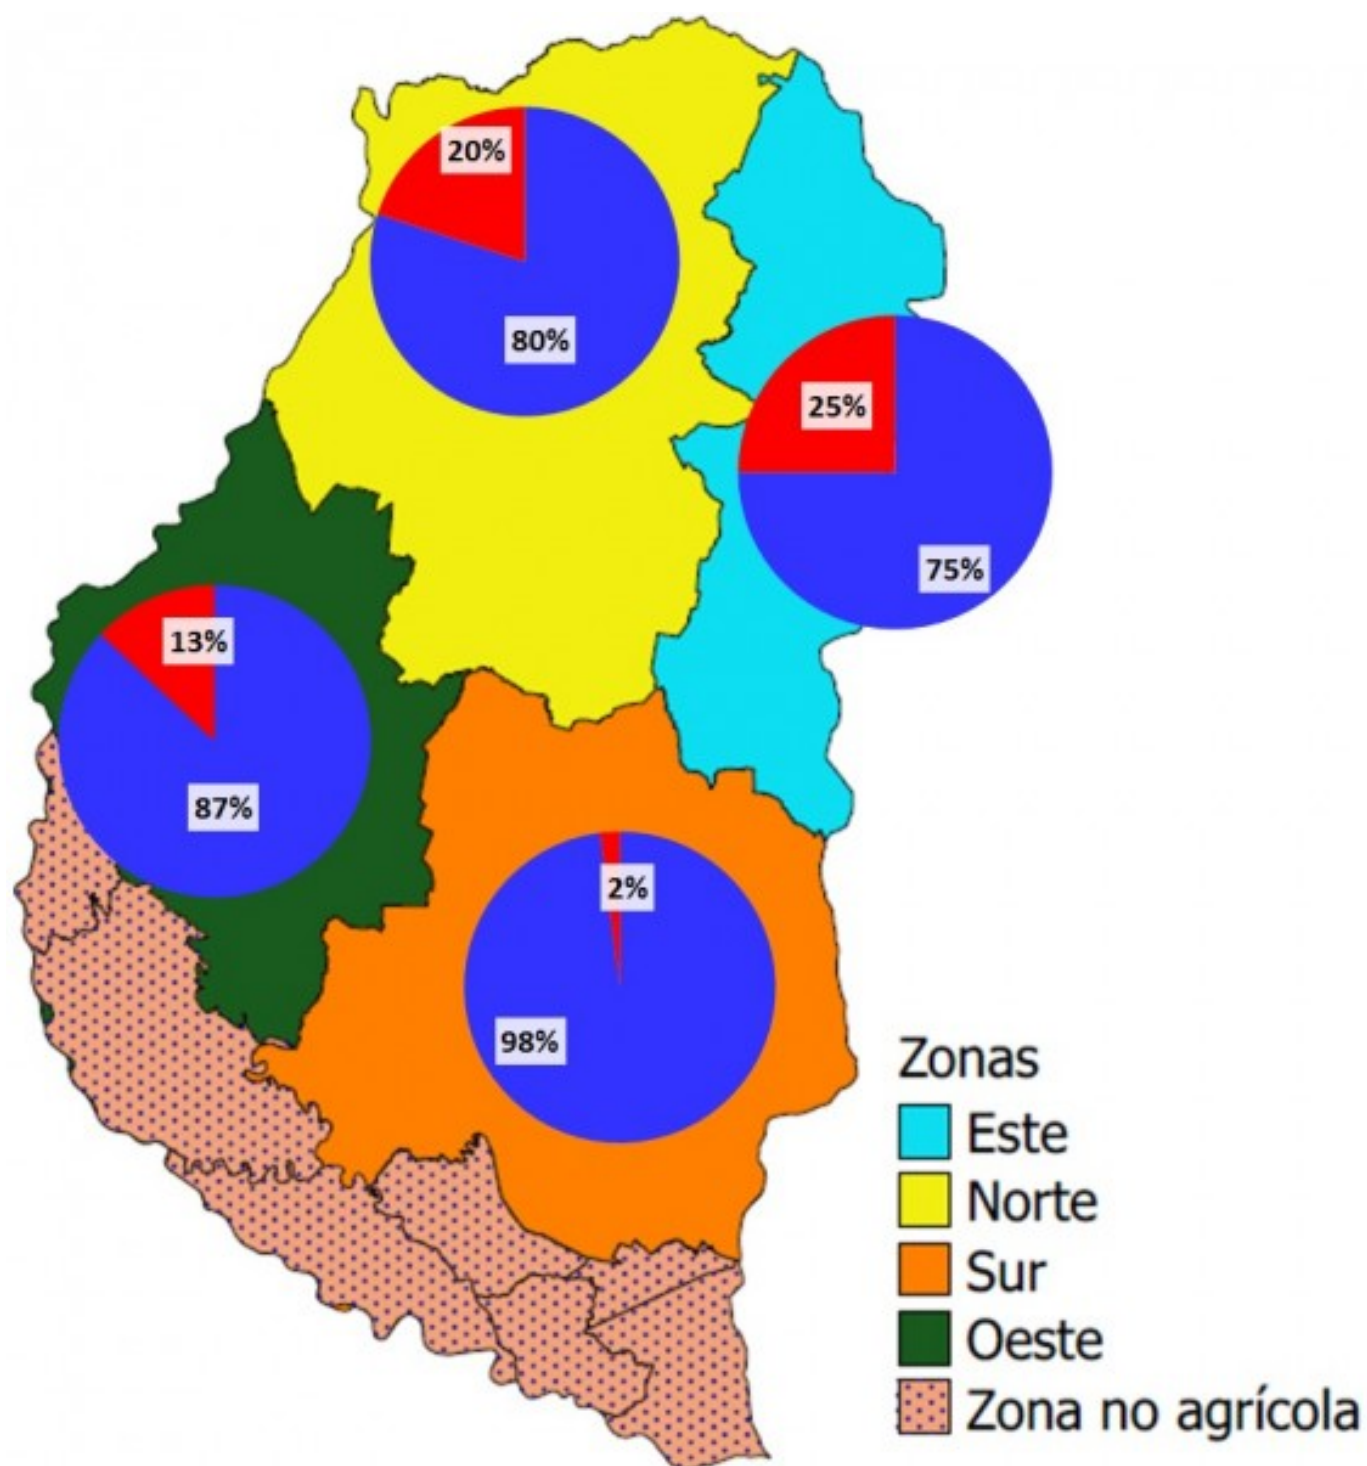 20%
80%
25%
75%
13%
87%
2%
98%
Zonas
Este
Norte
Sur
Oeste
Zona no agrícola